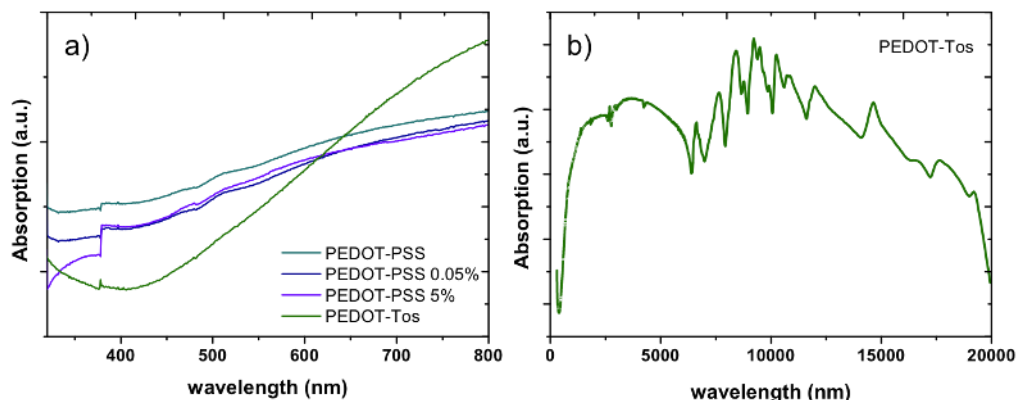 a)
Absorption (a.u.)
PEDOT-PSS
PEDOT-PSS 0.05%
PEDOT-PSS 5%
PEDOT-Tos
400 500 600 700 800
wavelength (nm)
b)
PEDOT-Tos
Absorption (a.u.)
0 5000 10000 15000 20000
wavelength (nm)